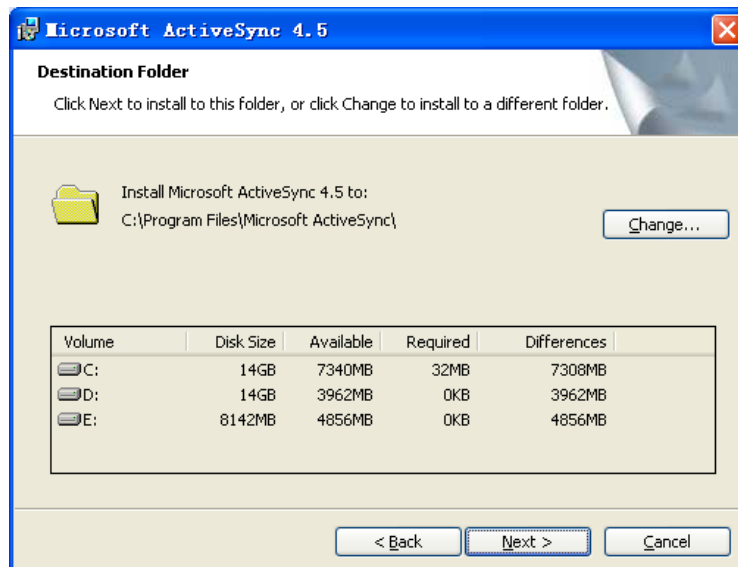 Microsoft ActiveSync 4.5
Destination Folder
Click Next to install to this folder, or click Change to install to a different folder.
Install Microsoft ActiveSync 4.5 to:
C:\Program Files\Microsoft ActiveSync\
Change...
Volume Disk Size Available Required Differences
C: 14GB 7340MB 32MB 7308MB
D: 14GB 3962MB 0KB 3962MB
E: 8142MB 4856MB 0KB 4856MB
< Back Next > Cancel